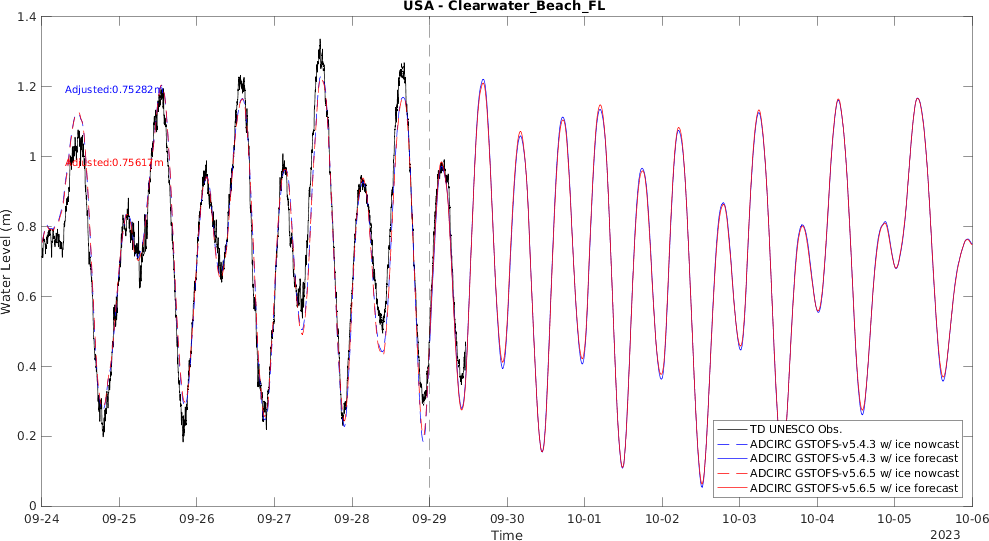 USA - Clearwater_Beach_FL
1.4
1.2
1
0.8
0.6
0.4
0.2
0
Water Level (m)
Adjusted:0.75282m
Adjusted:0.75617m
TD UNESCO Obs.
ADCIRC GSTOFS-v5.4.3 w/ ice nowcast
ADCIRC GSTOFS-v5.4.3 w/ ice forecast
ADCIRC GSTOFS-v5.6.5 w/ ice nowcast
ADCIRC GSTOFS-v5.6.5 w/ ice forecast
09-24 09-25 09-26 09-27 09-28 09-29 09-30 10-01 10-02 10-03 10-04 10-05 10-06
Time
2023